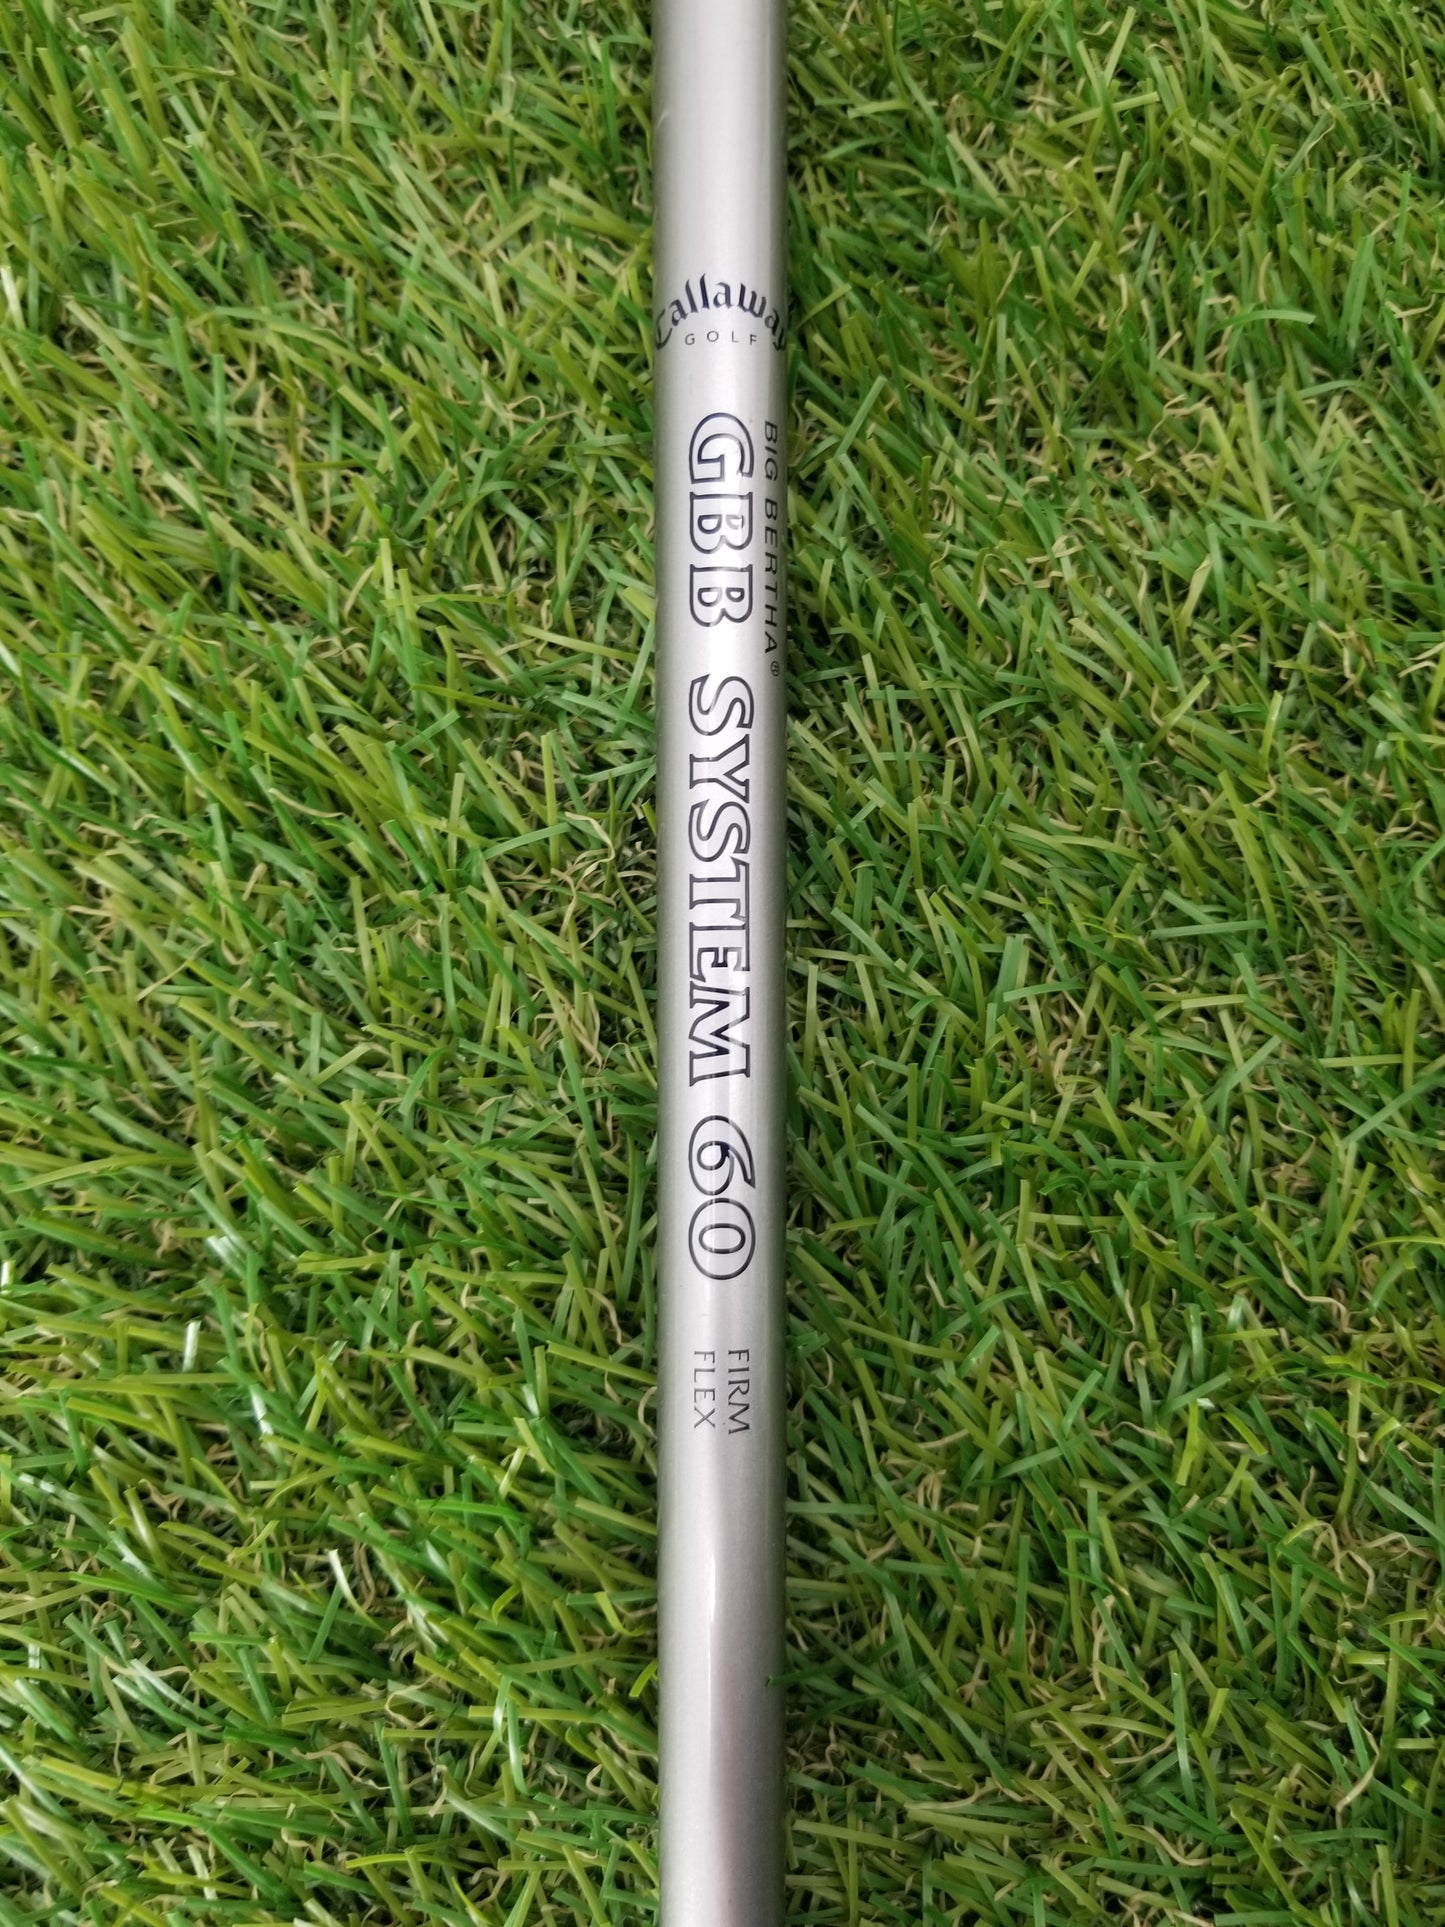 Callaway
GOLF
BIG BERTHA®
GBB SYSTEM 60
FIRM
FLEX